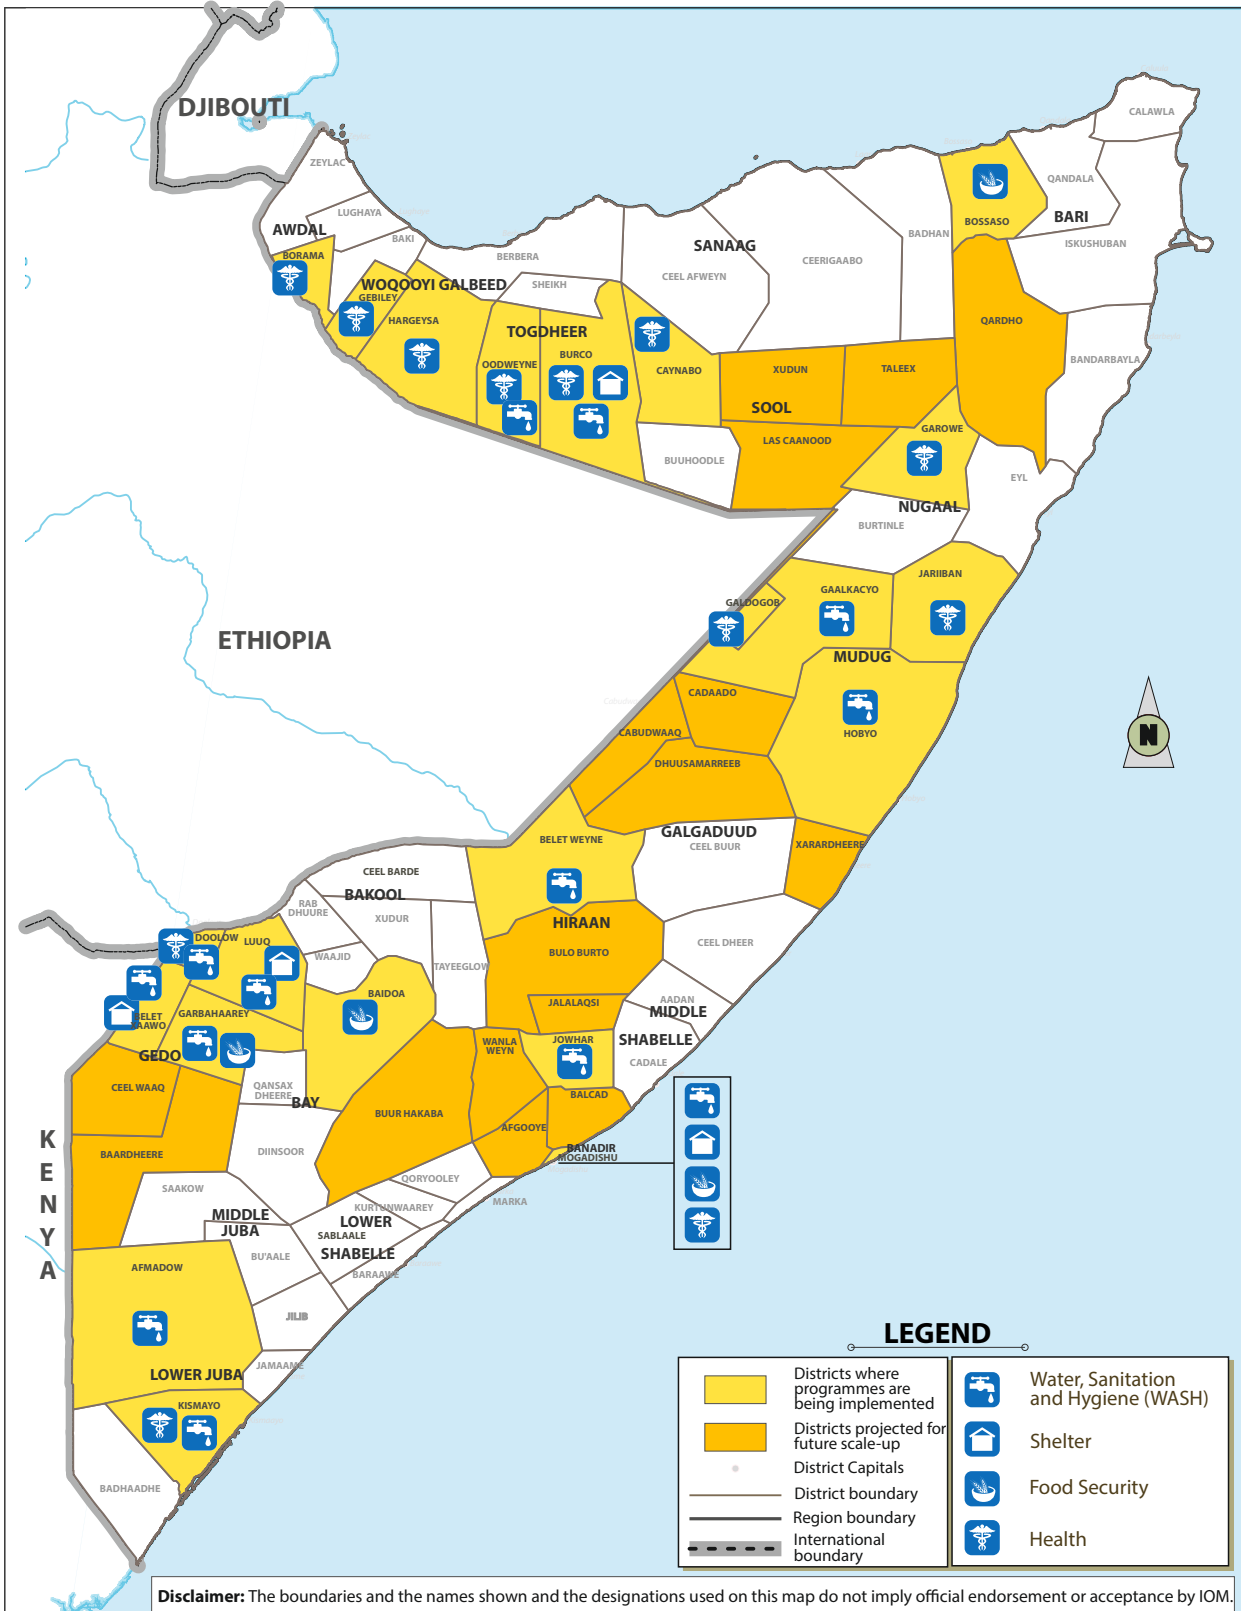 DJIBOUTI
ZEYLAC
LUGHAYA
AWDAL
BAKI
BORAMA
WOQOOYI GALBEED
GEBILEY
HARGEYSA
BERBERA
SHEIKH
TOGDHEER
OODWEYNE
BURCO
SANAAG
CEEL AFWEYN
CEERIGAABO
BADHAN
CAYNABO
XUDUN
TALEEX
SOOL
LAS CAANOOD
BUUHOODLE
CALAWLA
QANDALA
BOSSASO
BARI
ISKUSHUBAN
QARDHO
BANDARBAYLA
GAROWE
EYL
NUGAAL
BURTINLE
JARIIBAN
GAALKACYO
GALDOGOB
MUDUG
ETHIOPIA
CADAADO
CABUDWAAQ
HOBYO
DHUUSAMARREEB
N
GALGADUUD
CEEL BUUR
XARARDHEERE
BELET WEYNE
CEEL BARDE
BAKOOL
RAB
DHUURE
XUDUR
HIRAAN
BULO BURTO
CEEL DHEER
TAYEEGLOW
WAAJID
DOOLOW
LUUQ
BAIDOA
BELET
XAAWO
GARBAHAAREY
GEDO
JALALAQSI
AADAN
MIDDLE
SHABELLE
CADALE
WANLA
WEYN
JOWHAR
BALCAD
CEEL WAAQ
QANSAX
DHEERE
BAY
BUUR HAKABA
AFGOOYE
BANADIR
MOGADISHU
KENYA
BAARDHEERE
DIINSOOR
SAAKOW
QORYOOLEY
KURTUNWAAREY
MARKA
MIDDLE
JUBA
LOWER
SABLAALE
SHABELLE
BU'AALE
BARAAWE
AFMADOW
JILIB
JAMAAME
LOWER JUBA
KISMAYO
BADHAADHE
LEGEND
Districts where
programmes are
being implemented
Districts projected for
future scale-up
District Capitals
District boundary
Region boundary
International
boundary
Water, Sanitation
and Hygiene (WASH)
Shelter
Food Security
Health
Disclaimer: The boundaries and the names shown and the designations used on this map do not imply official endorsement or acceptance by IOM.